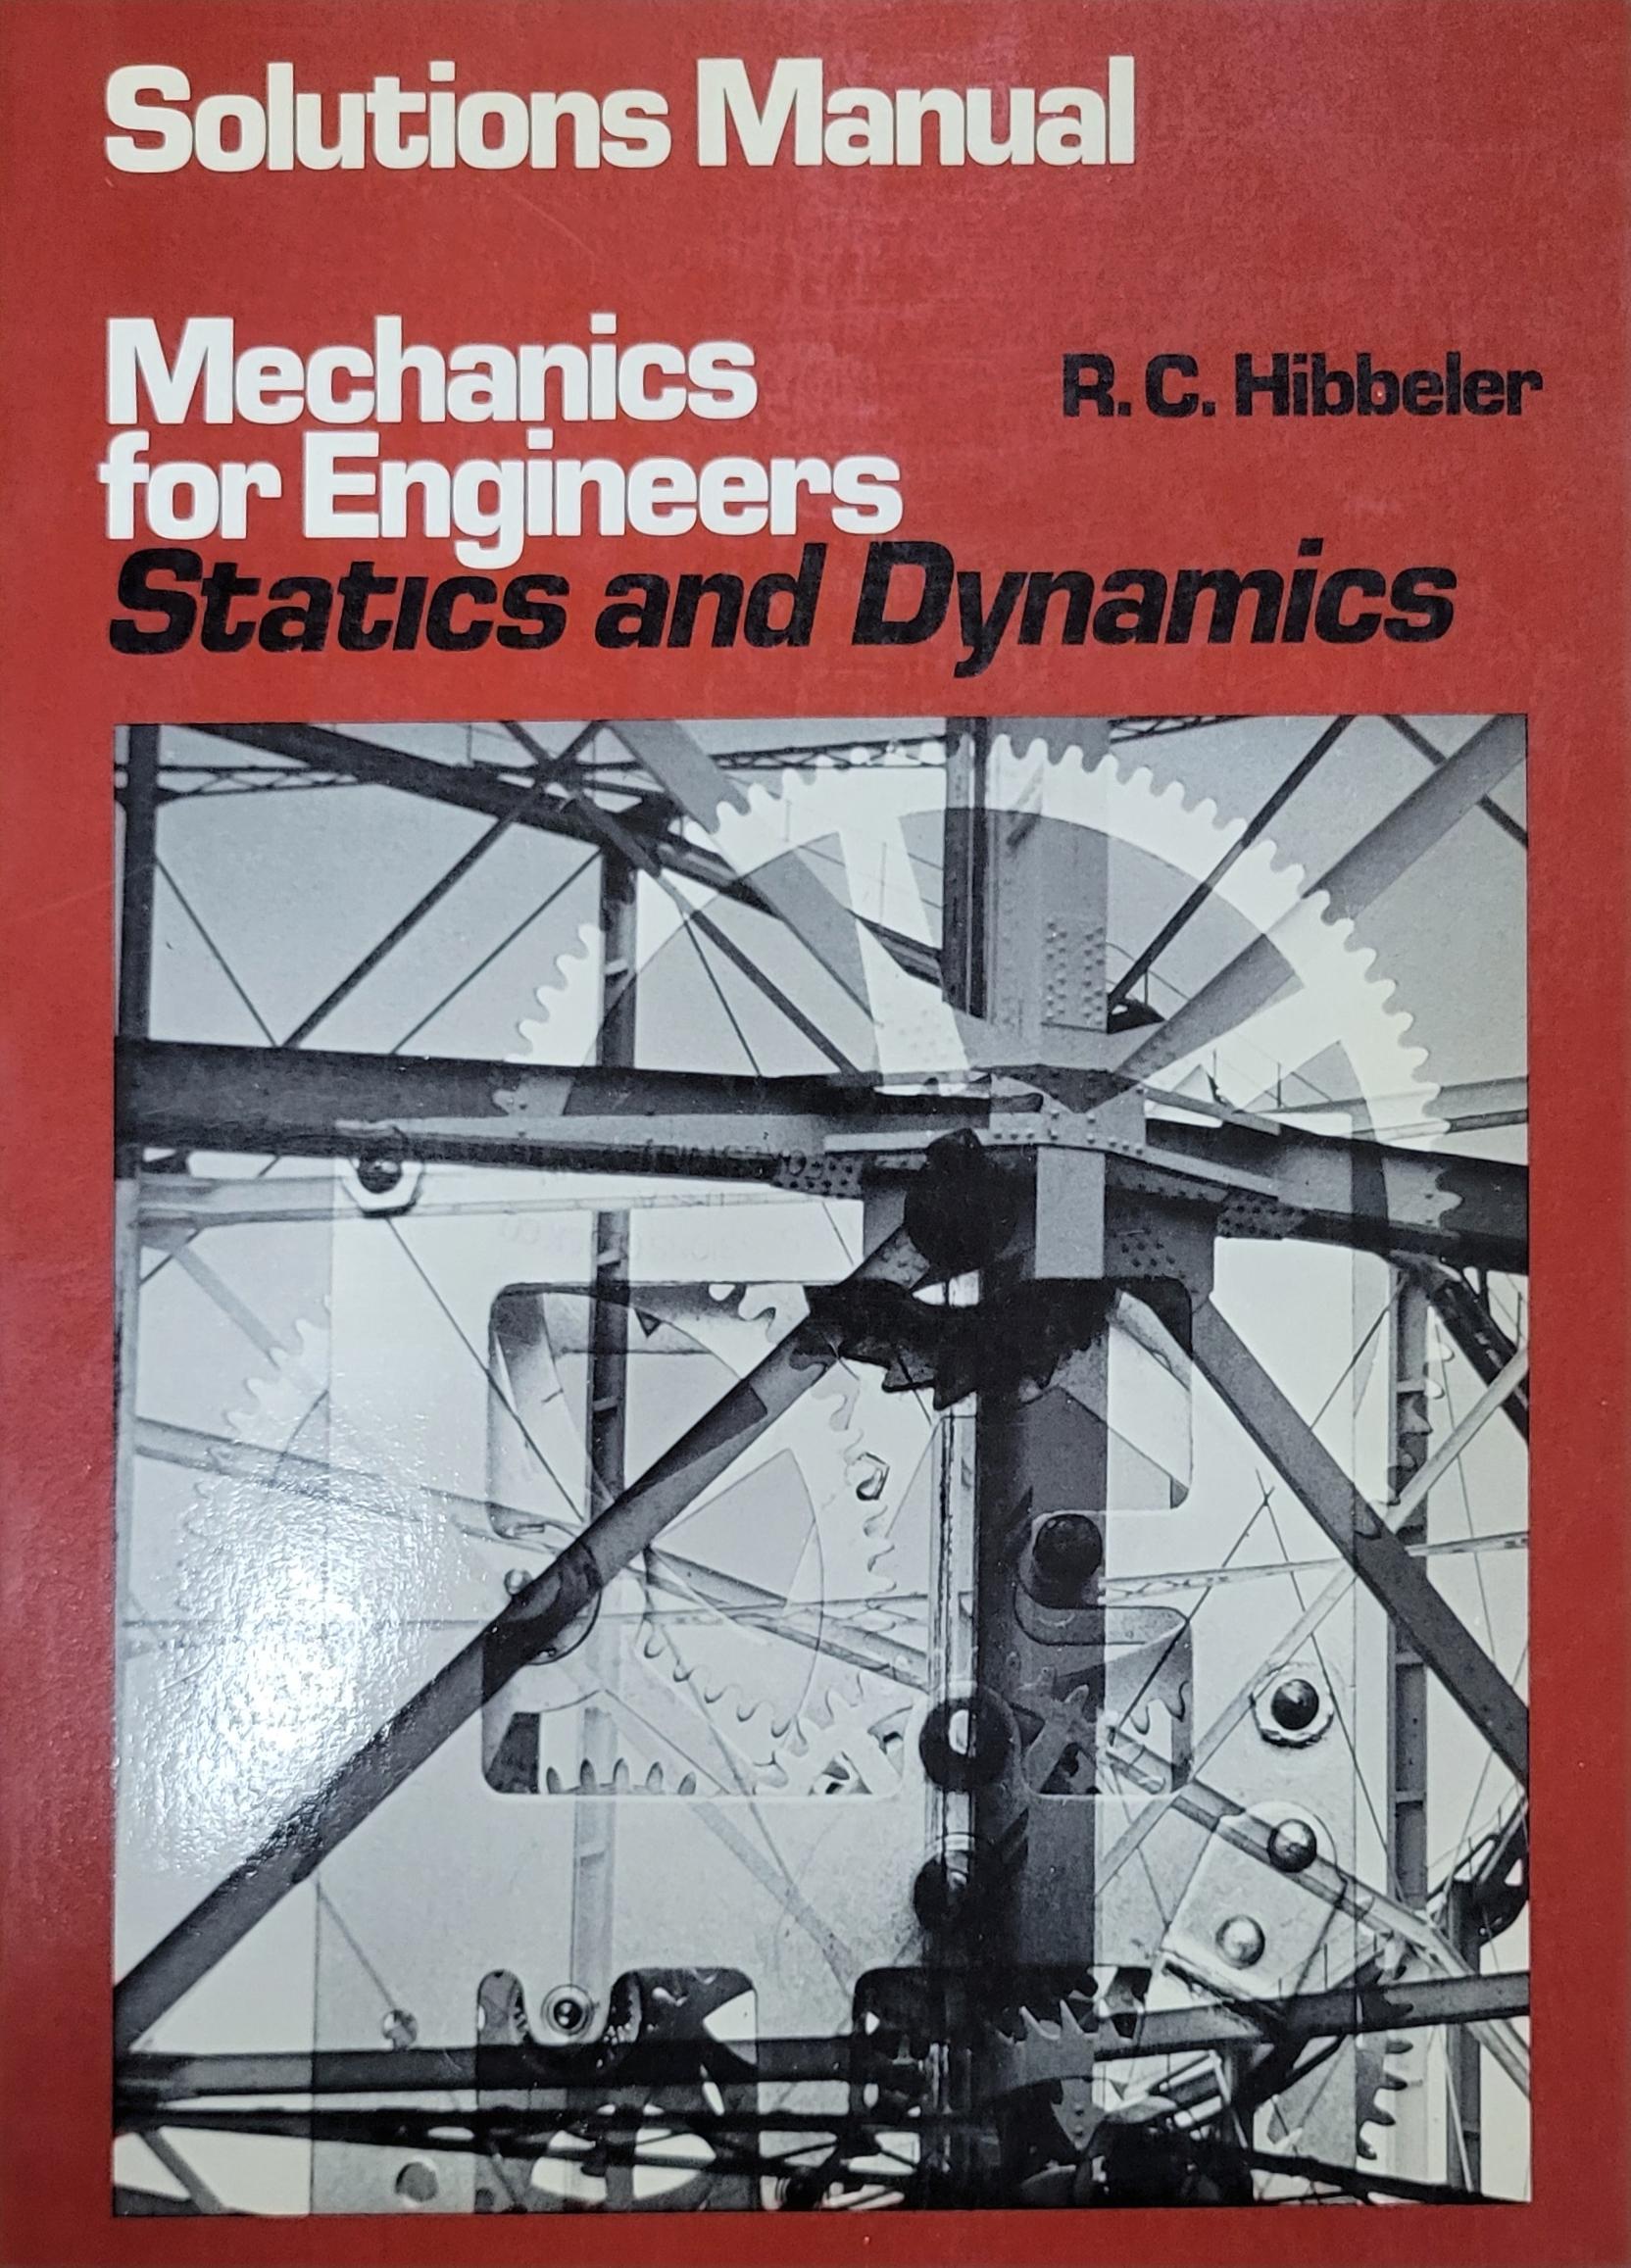 Solutions Manual
Mechanics
for Engineers
R. C. Hibbeler
Statics and Dynamics